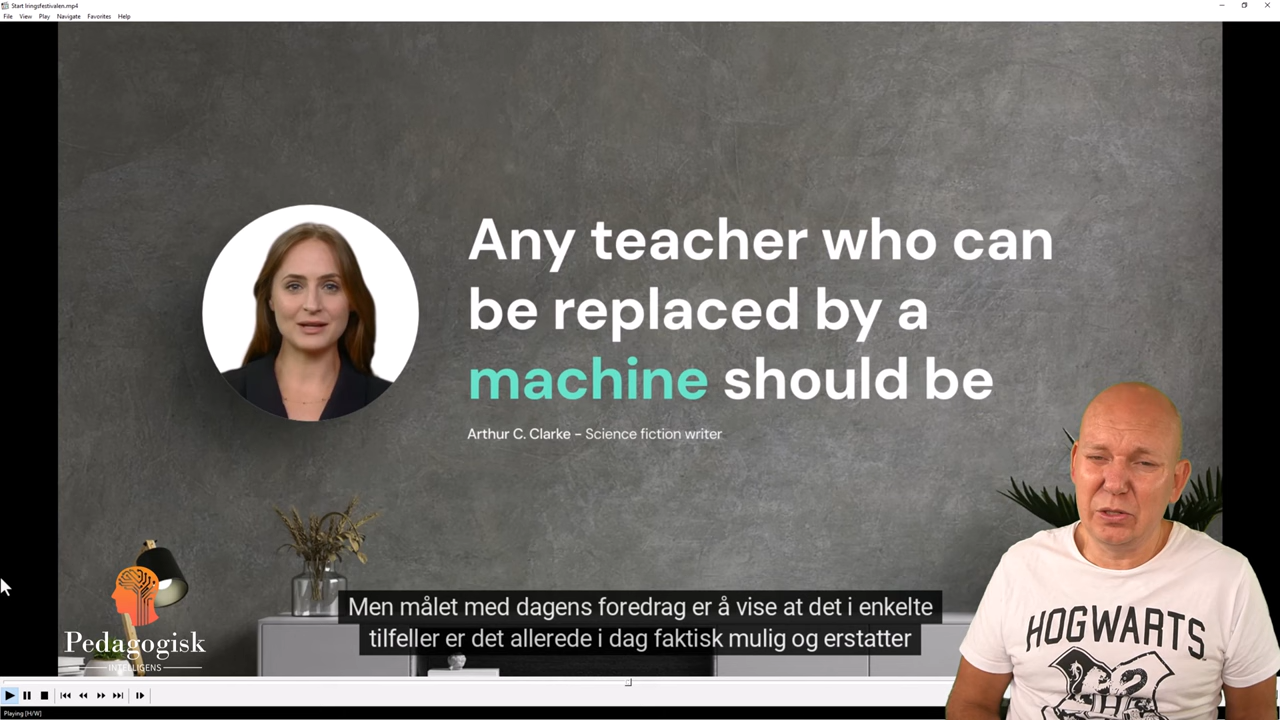 Start lringsfestivalen.mp4
File View Play Navigate Favorites Help
Any teacher who can
be replaced by a
machine should be
Arthur C. Clarke – Science fiction writer
Men målet med dagens foredrag er å vise at det i enkelte
tilfeller er det allerede i dag faktisk mulig og erstatter
Pedagogisk
INTELLIGENS
HOGWARTS
Playing [H/W]